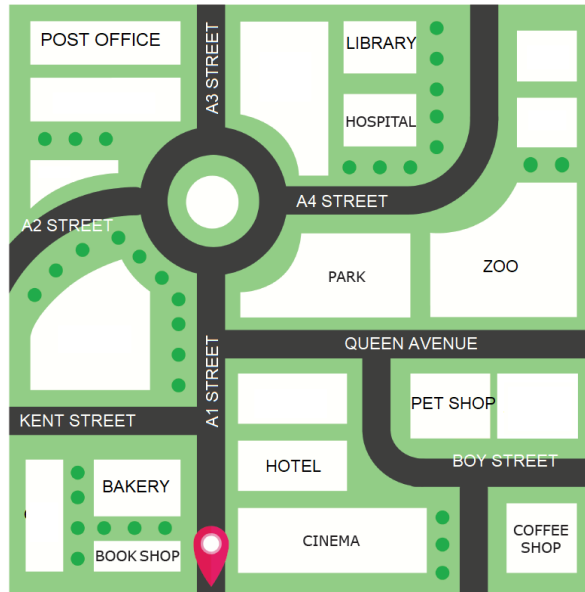 POST OFFICE
A3 STREET
LIBRARY
HOSPITAL
A2 STREET
A4 STREET
PARK
ZOO
QUEEN AVENUE
A1 STREET
KENT STREET
PET SHOP
HOTEL
BOY STREET
BAKERY
BOOK SHOP
CINEMA
COFFEE
SHOP